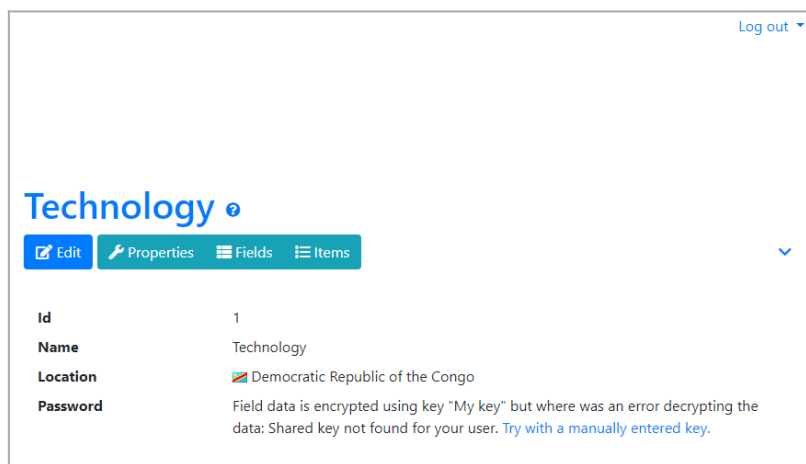 Log out
Technology
Edit Properties Fields Items
Id 1
Name Technology
Location Democratic Republic of the Congo
Password Field data is encrypted using key "My key" but where was an error decrypting the
data: Shared key not found for your user. Try with a manually entered key.